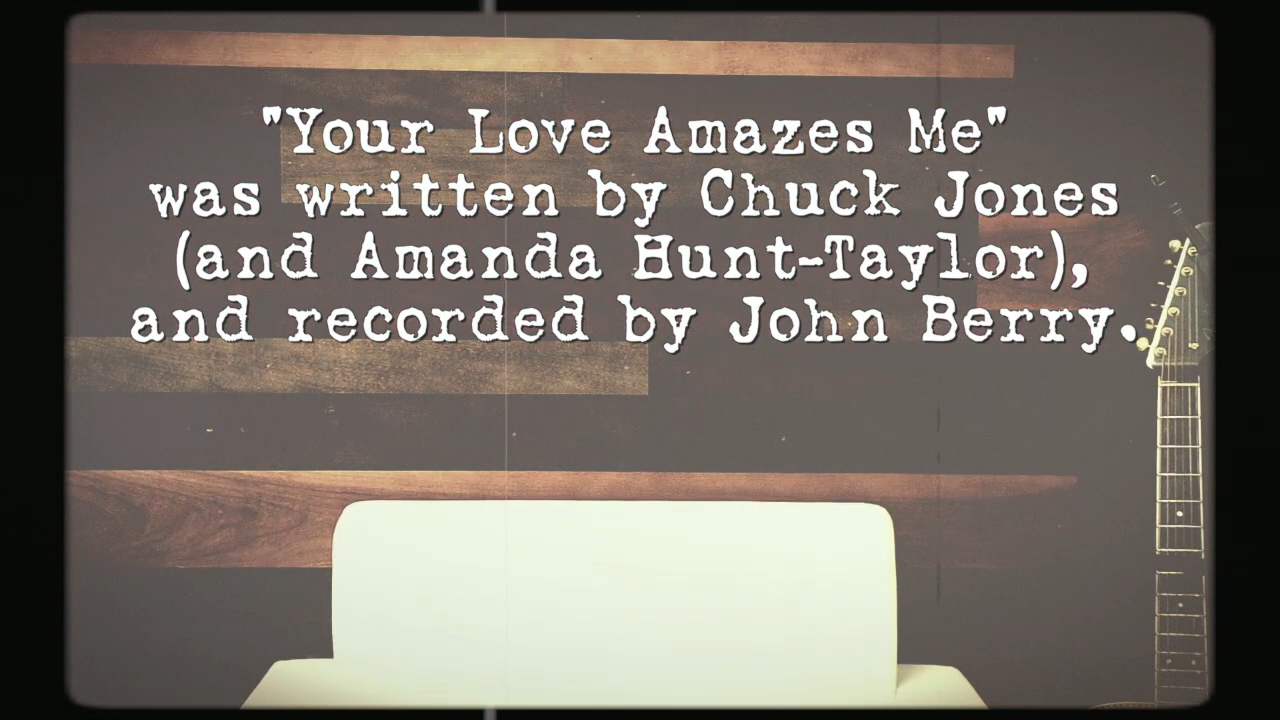 "Your Love Amazes Me"
was written by Chuck Jones
(and Amanda Hunt-Taylor),
and recorded by John Berry.